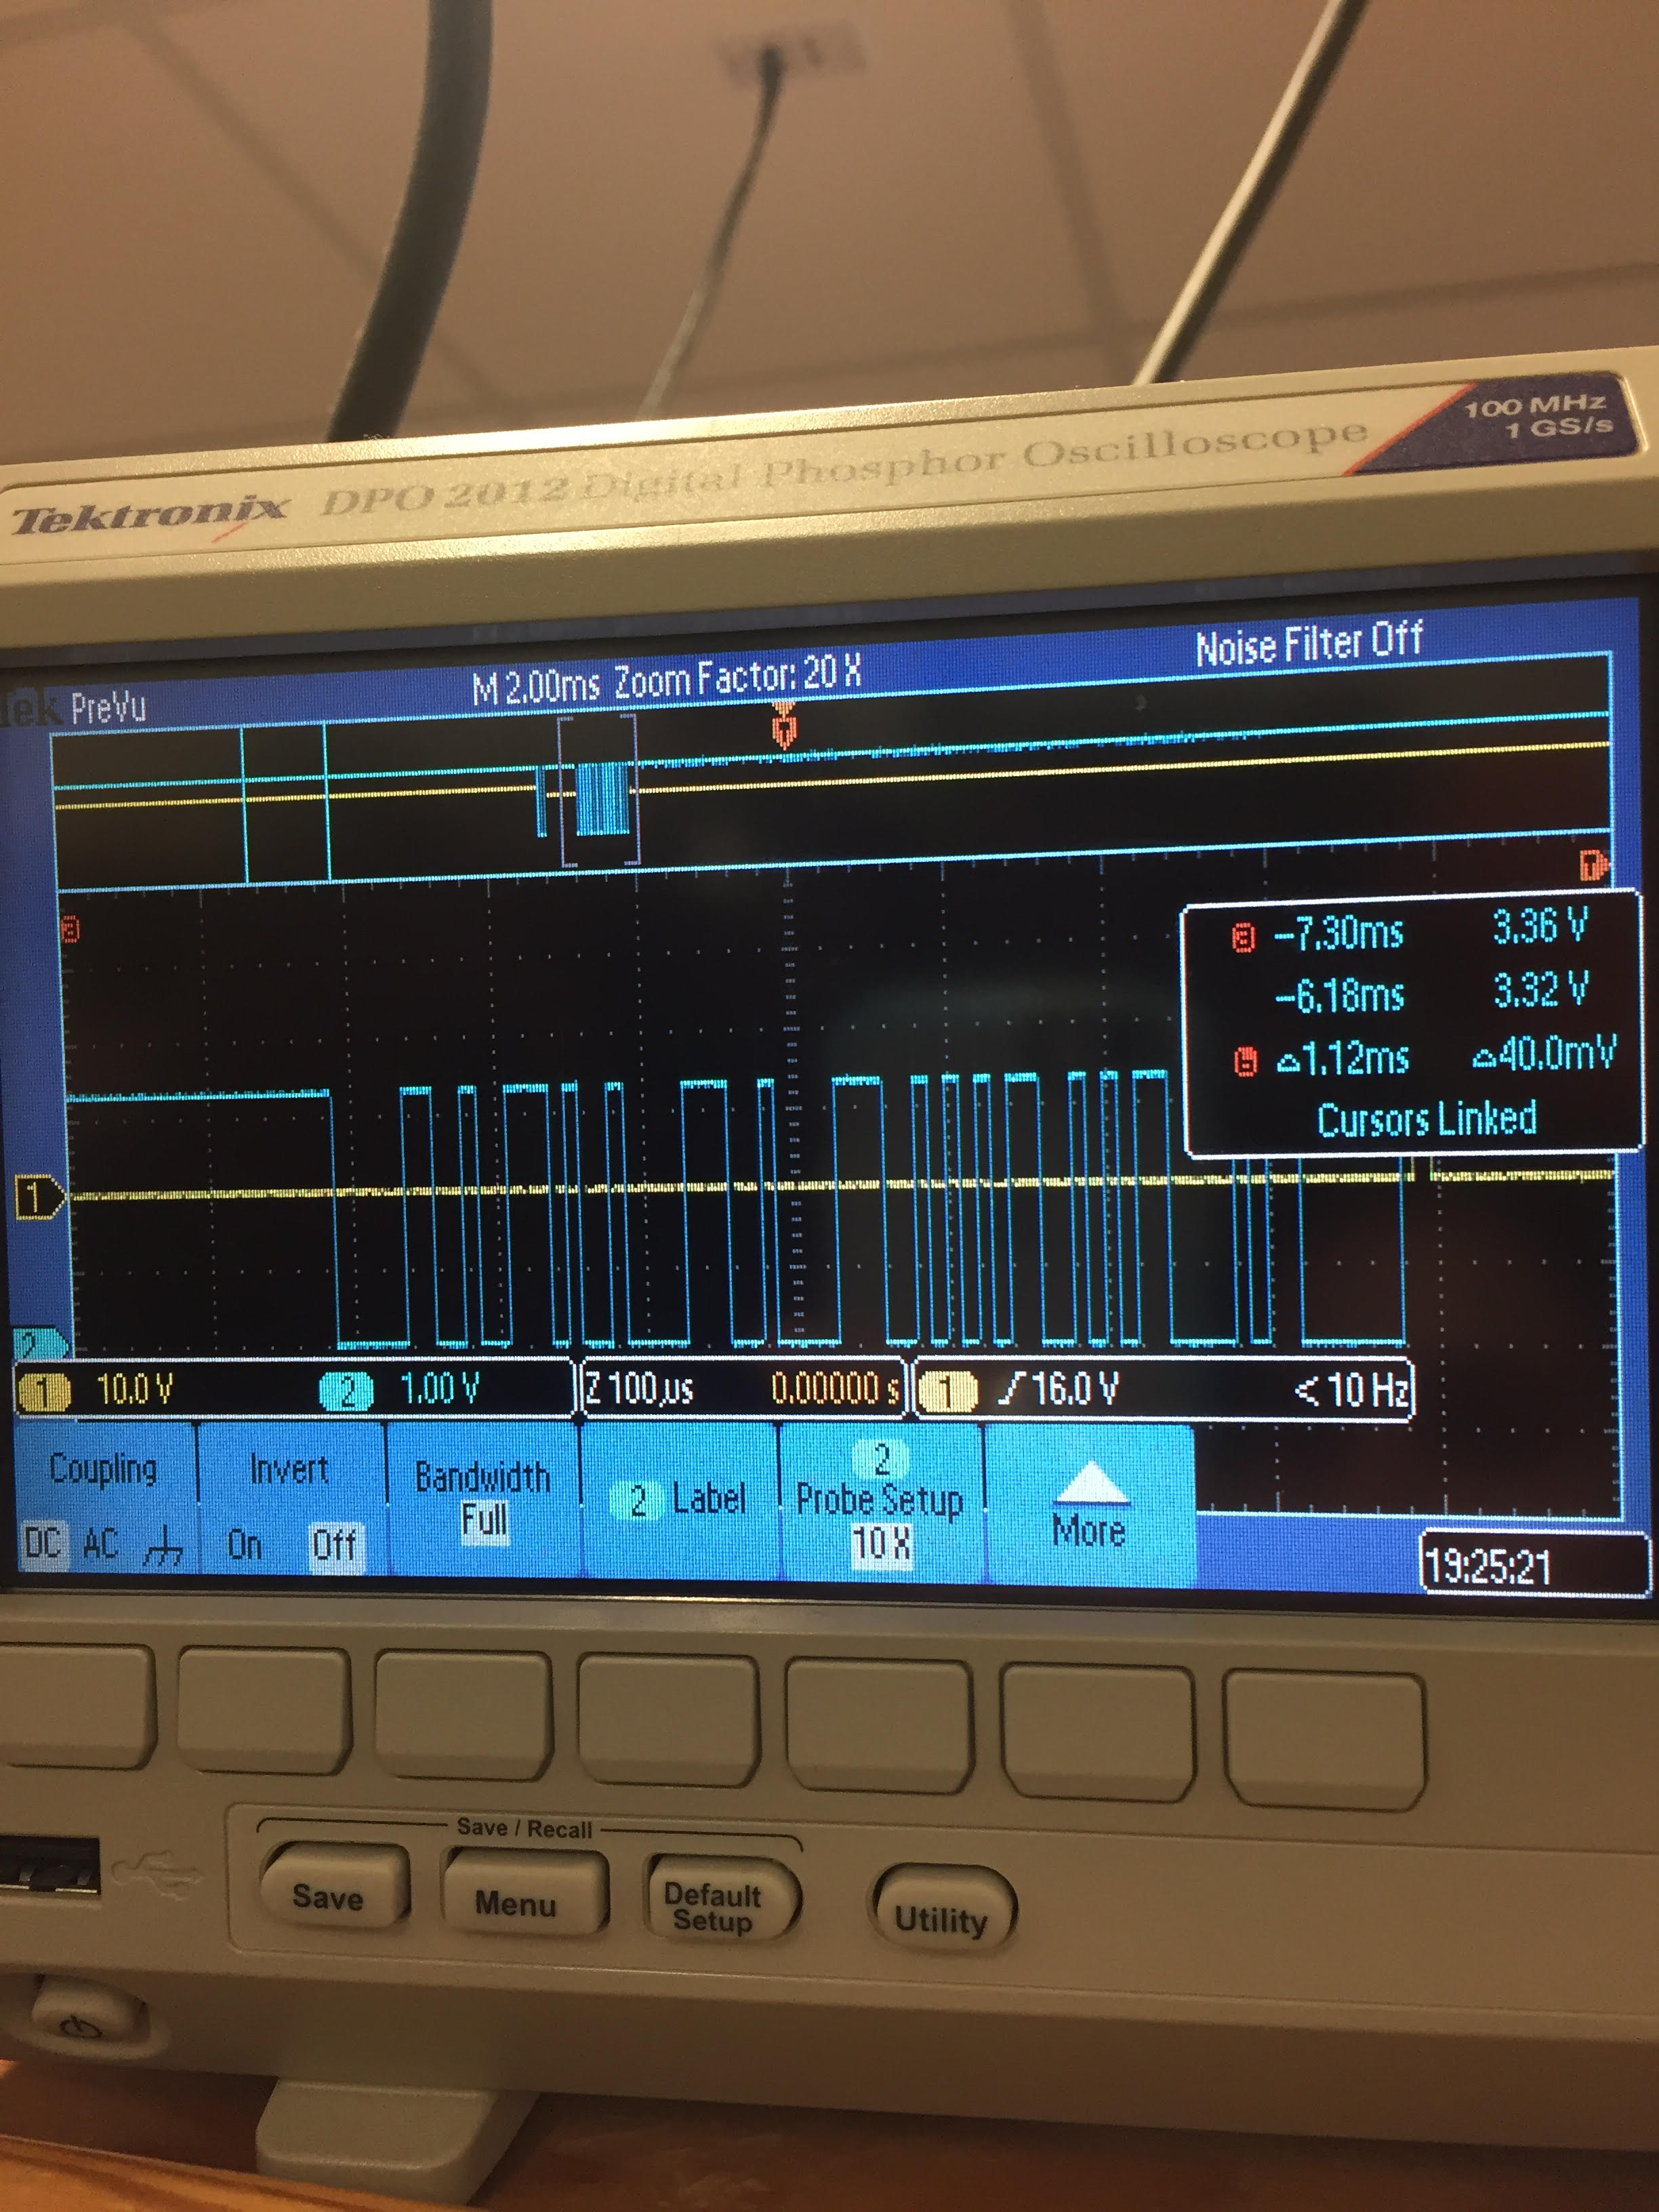 Tektronix DPO 2012 Digital Phosphor Oscilloscope
100 MHz
1 GS/s
Tek PreVu
M 2.00ms Zoom Factor: 20 X
Noise Filter Off
T
T
a -7.30ms 3.36 V
-6.18ms 3.32 V
b △1.12ms △40.0mV
Cursors Linked
a
1
2
1 10.0 V
2 1.00 V
Z 100µs 0.00000 s
1 16.0 V
< 10 Hz
Coupling
DC AC
Invert
On Off
Bandwidth
Full
2 Label
2
Probe Setup
10 X
More
19:25:21
Save / Recall
Save
Menu
Default
Setup
Utility